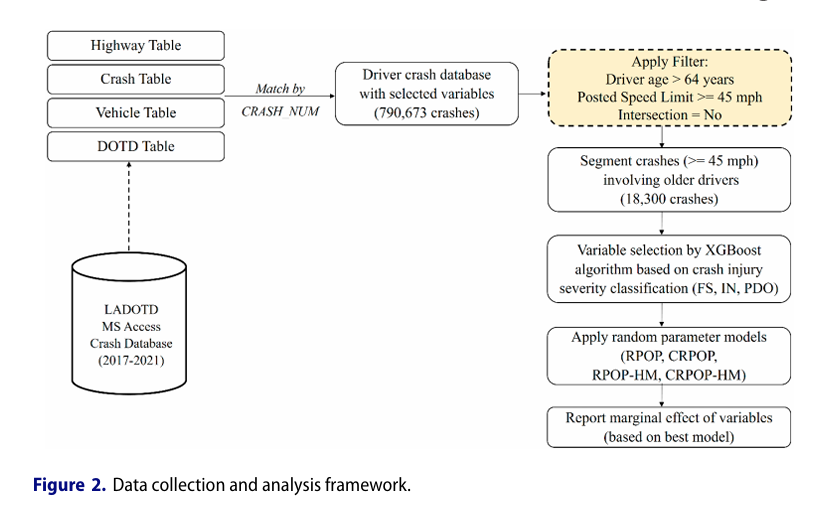 Highway Table
Crash Table
Vehicle Table
DOTD Table
Match by
CRASH_NUM
Driver crash database
with selected variables
(790,673 crashes)
Apply Filter:
Driver age > 64 years
Posted Speed Limit >= 45 mph
Intersection = No
Segment crashes (>= 45 mph)
involving older drivers
(18,300 crashes)
Variable selection by XGBoost
algorithm based on crash injury
severity classification (FS, IN, PDO)
Apply random parameter models
(RPOP, CRPOP,
RPOP-HM, CRPOP-HM)
Report marginal effect of variables
(based on best model)
LADOTD
MS Access
Crash Database
(2017-2021)
Figure 2. Data collection and analysis framework.